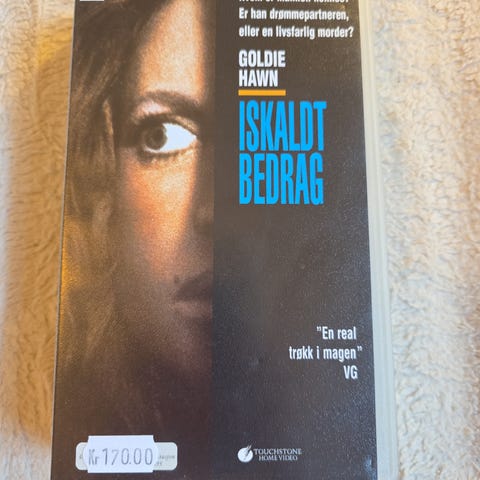 Er han drømmepartneren,
eller en livsfarlig morder?
GOLDIE
HAWN
ISKALDT
BEDRAG
"En real
trøkk i magen"
VG
Kr 170.00
TOUCHSTONE
HOME VIDEO